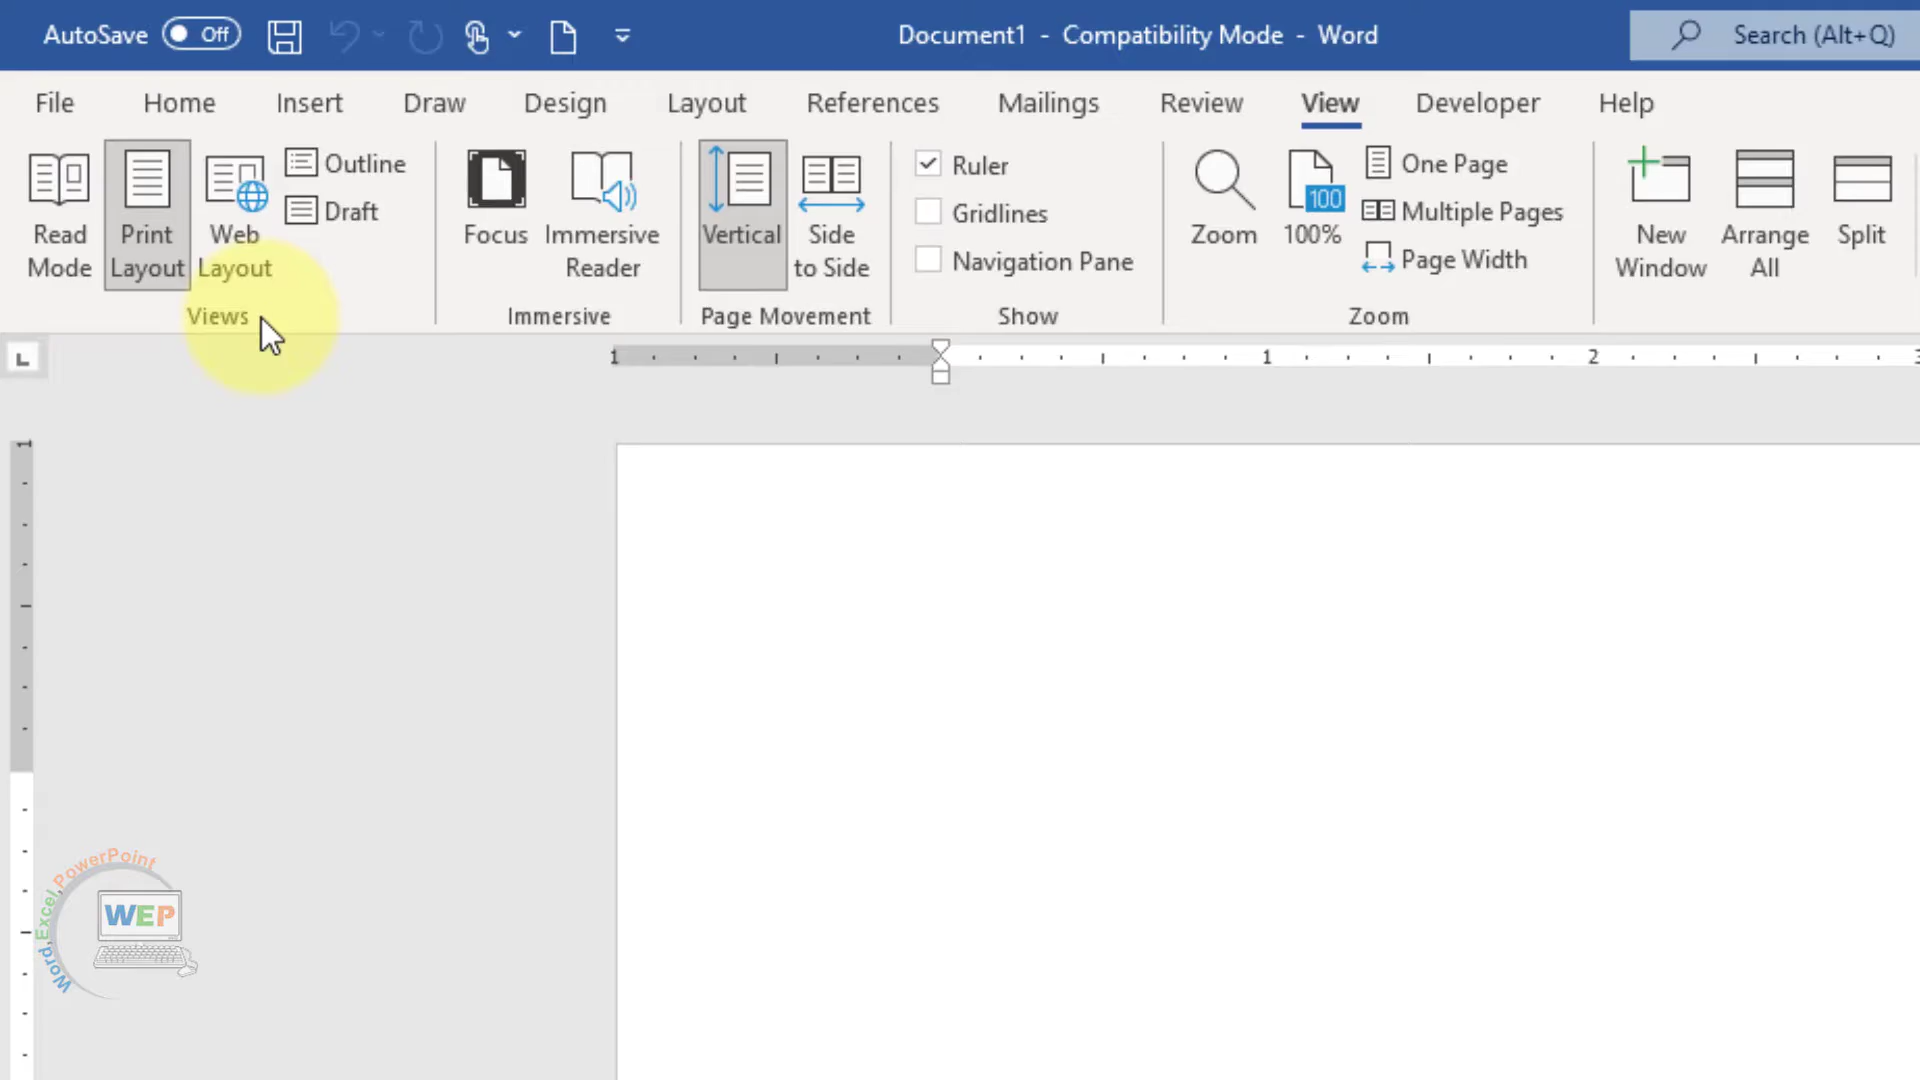 AutoSave Off Document1 - Compatibility Mode - Word Search (Alt+Q)
File Home Insert Draw Design Layout References Mailings Review View Developer Help
Read Mode
Print Layout
Web Layout
Outline
Draft
Views
Focus
Immersive Reader
Immersive
Vertical
Side to Side
Page Movement
Ruler
Gridlines
Navigation Pane
Show
Zoom
100
100%
One Page
Multiple Pages
Page Width
Zoom
New Window
Arrange All
Split
1 1 2 3
1
Word,Excel,PowerPoint
WEP